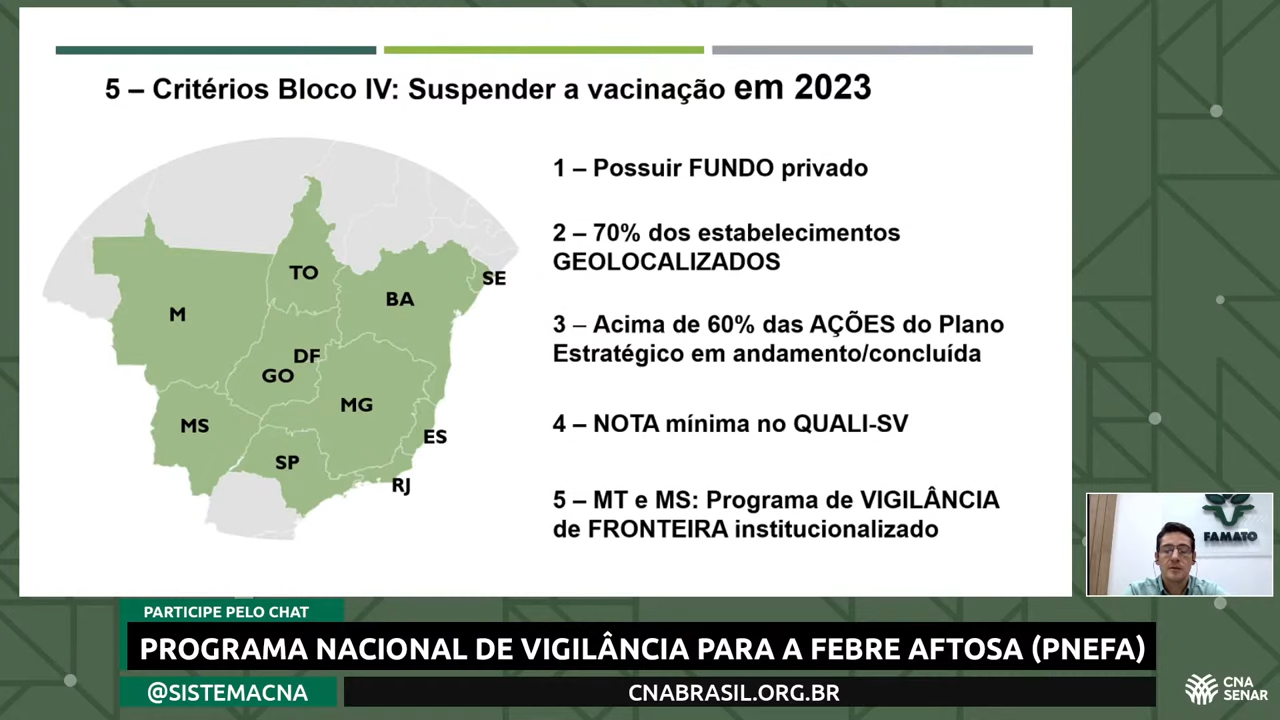 5 – Critérios Bloco IV: Suspender a vacinação em 2023
1 – Possuir FUNDO privado
2 – 70% dos estabelecimentos
GEOLOCALIZADOS
3 – Acima de 60% das AÇÕES do Plano
Estratégico em andamento/concluída
4 – NOTA mínima no QUALI-SV
5 – MT e MS: Programa de VIGILÂNCIA
de FRONTEIRA institucionalizado
TO
SE
BA
M
DF
GO
MG
MS
ES
SP
RJ
FAMATO
PARTICIPE PELO CHAT
PROGRAMA NACIONAL DE VIGILÂNCIA PARA A FEBRE AFTOSA (PNEFA)
@SISTEMACNA
CNABRASIL.ORG.BR
CNA
SENAR